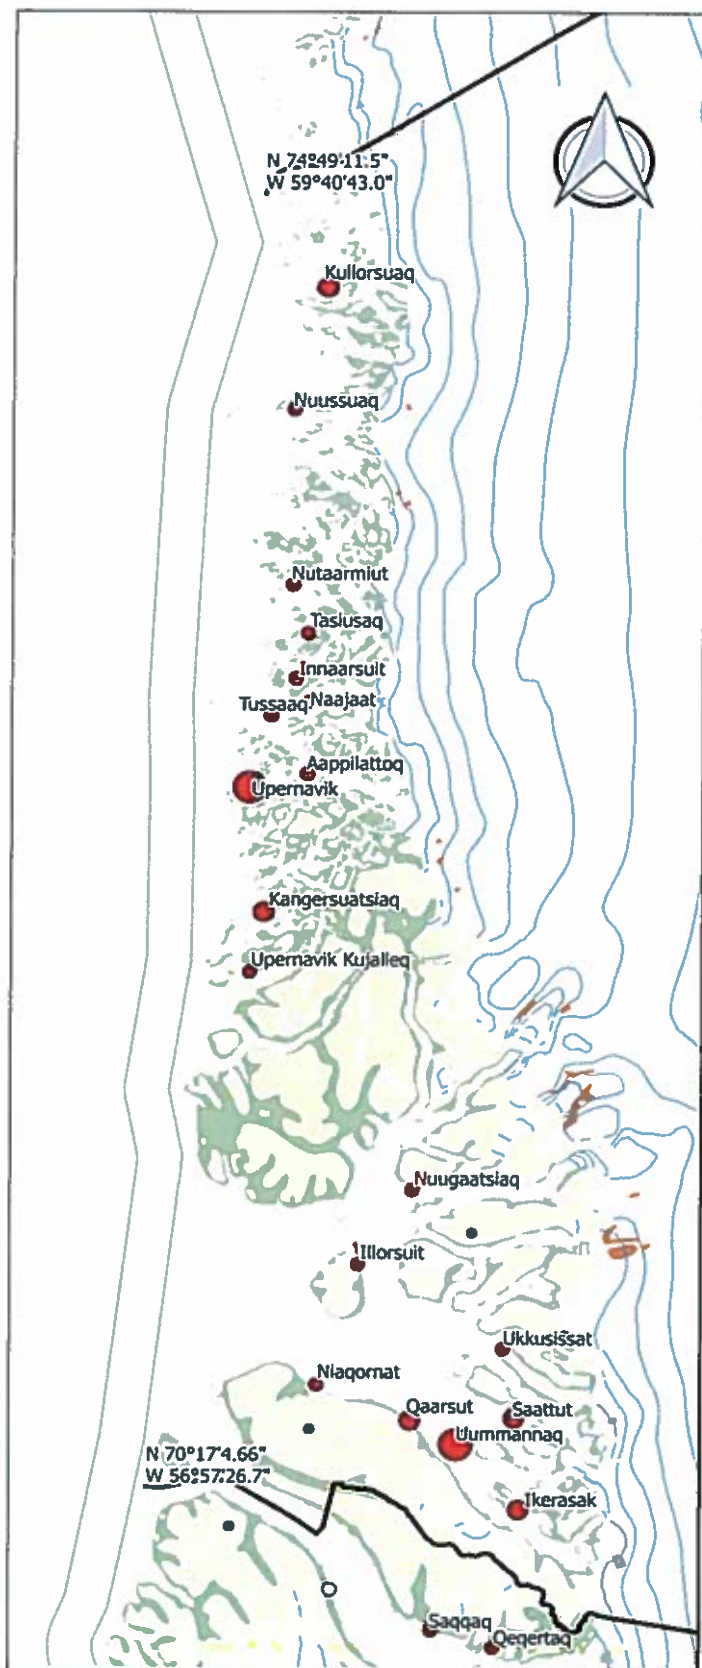 N 74°49'11.5"
W 59°40'43.0"
Kullorsuaq
Nuussuaq
Nutaarmiut
Tasiusaq
Innaarsuit
Naajaat
Tussaaq
Aappilattoq
Upernavik
Kangersuatsiaq
Upernavik Kujalleq
Nuugaatsiaq
Illorsuit
Ukkusissat
Niaqornat
Qaarsut
Saattut
Uummannaq
N 70°17'4.66"
W 56°57'26.7"
Ikerasak
Saqqaq
Qeqertaq